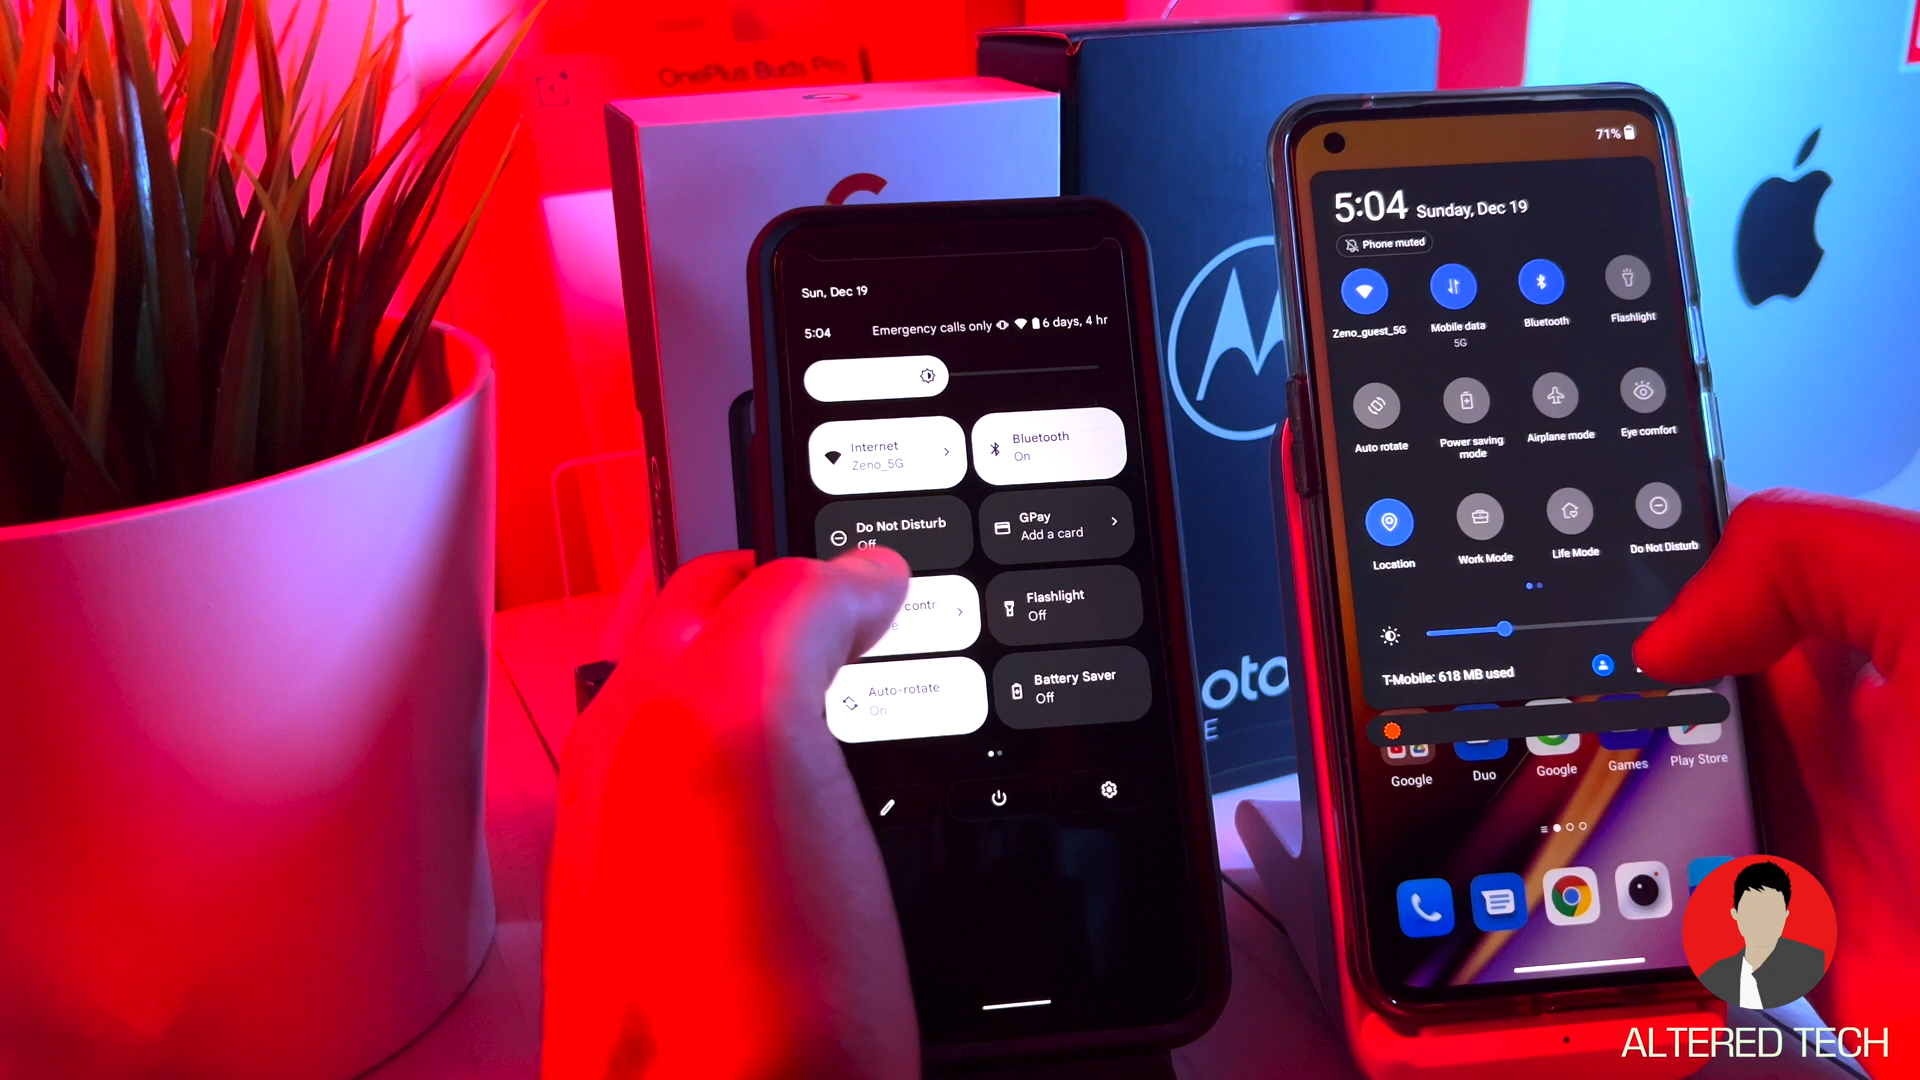 OnePlus Buds Pro
Sun, Dec 19
5:04
Emergency calls only
6 days, 4 hr
Internet
Zeno_5G
Bluetooth
On
Do Not Disturb
Off
GPay
Add a card
contr
e
Flashlight
Off
Auto-rotate
On
Battery Saver
Off
71%
5:04 Sunday, Dec 19
Phone muted
Zeno_guest_5G
Mobile data
5G
Bluetooth
Flashlight
Auto rotate
Power saving
mode
Airplane mode
Eye comfort
Location
Work Mode
Life Mode
Do Not Disturb
T-Mobile: 618 MB used
Google
Duo
Google
Games
Play Store
oto
E
ALTERED TECH